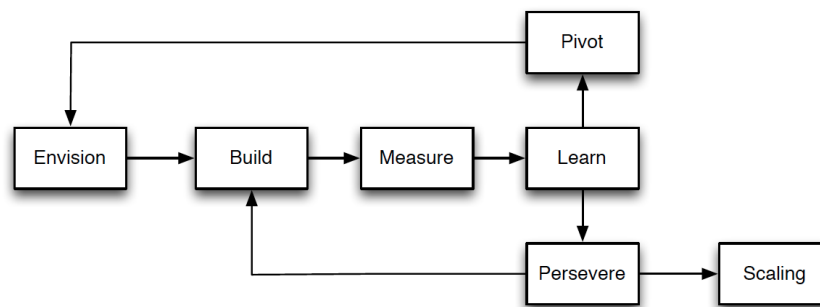 Pivot
Envision
Build
Measure
Learn
Persevere
Scaling